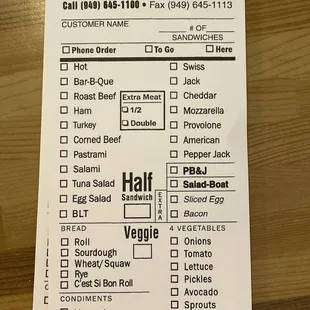 Call (949) 645-1100 • Fax (949) 645-1113
CUSTOMER NAME
# OF
SANDWICHES
Phone Order
To Go
Here
Hot
Bar-B-Que
Roast Beef
Ham
Turkey
Corned Beef
Pastrami
Salami
Tuna Salad
Egg Salad
BLT
Extra Meat
1/2
Double
Half
Sandwich
EXTRA
Swiss
Jack
Cheddar
Mozzarella
Provolone
American
Pepper Jack
PB&J
Salad-Boat
Sliced Egg
Bacon
BREAD
Roll
Sourdough
Wheat/ Squaw
Rye
C'est Si Bon Roll
Veggie
4 VEGETABLES
Onions
Tomato
Lettuce
Pickles
Avocado
Sprouts
CONDIMENTS